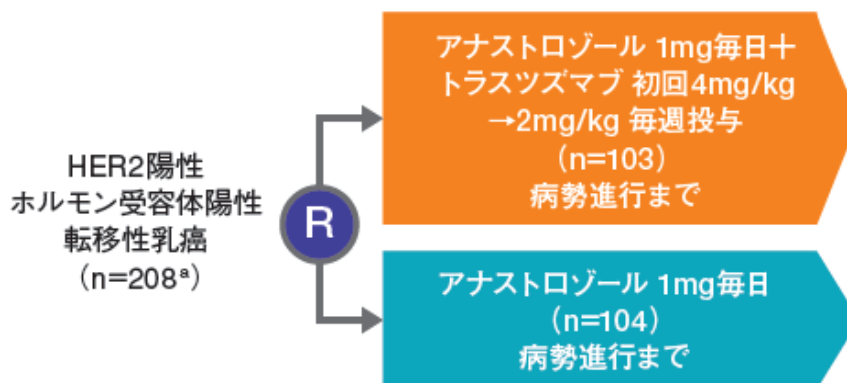 HER2陽性
ホルモン受容体陽性
転移性乳癌
（n=208ª）
R
アナストロゾール 1mg毎日＋
トラスツズマブ 初回4mg/kg
→2mg/kg 毎週投与
（n=103）
病勢進行まで
アナストロゾール 1mg毎日
（n=104）
病勢進行まで